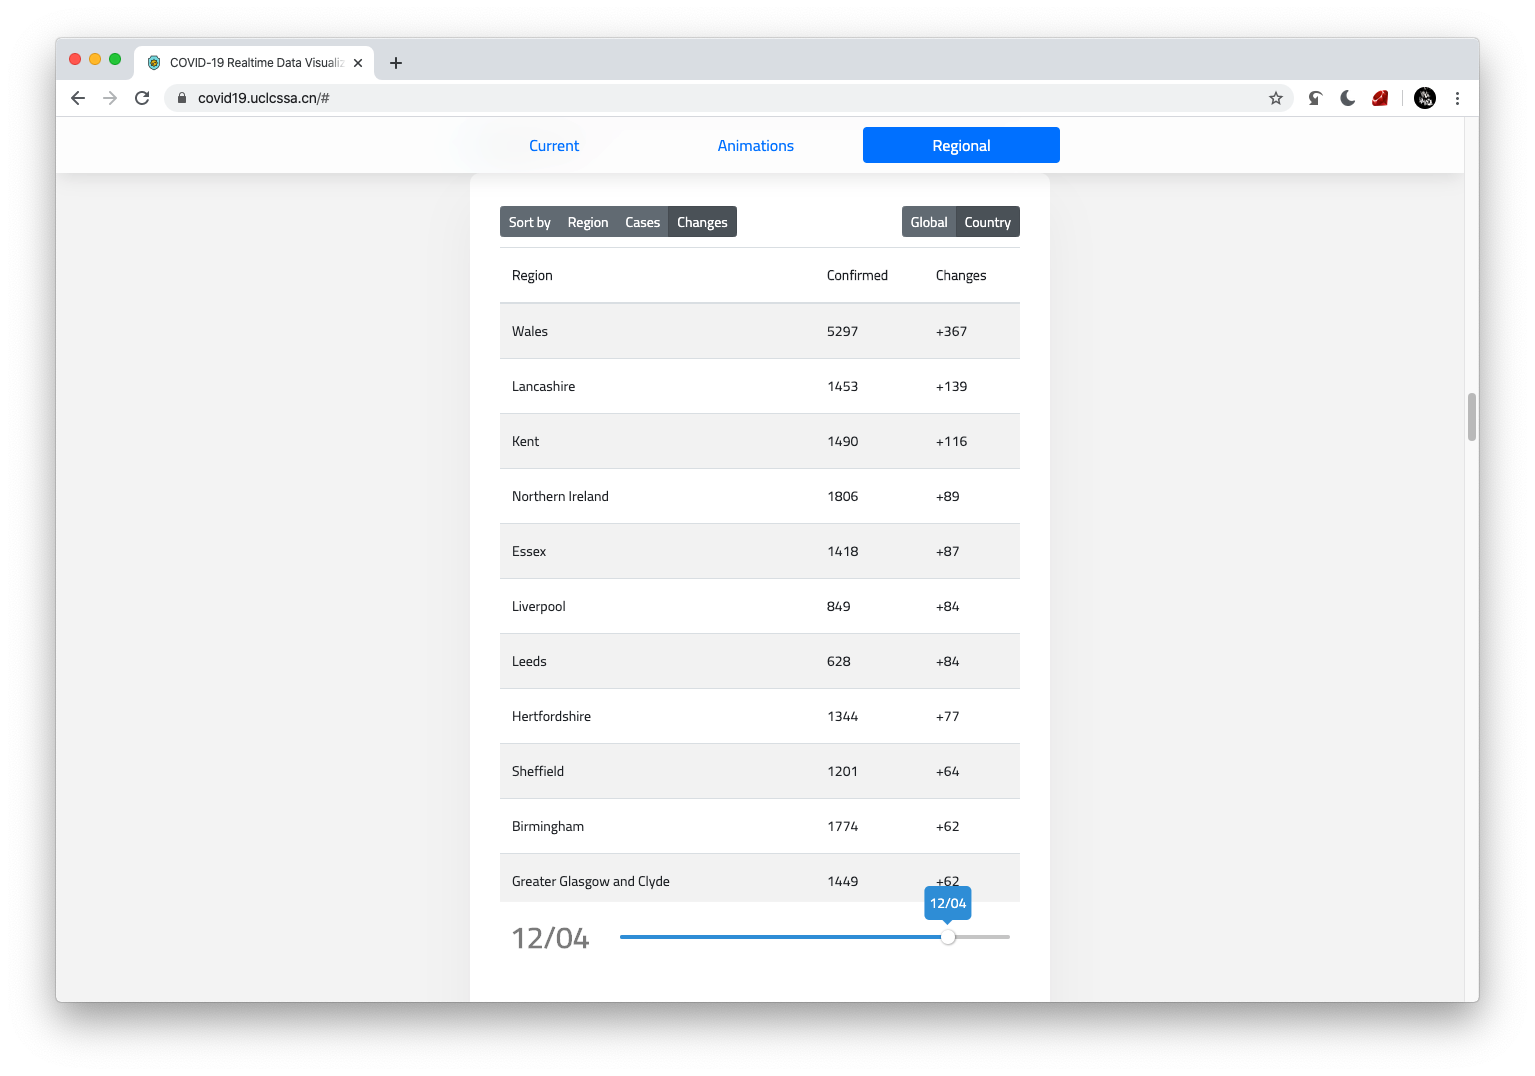 COVID-19 Realtime Data Visualiz
covid19.uclcssa.cn/#
Current Animations Regional
Sort by Region Cases Changes Global Country
Region Confirmed Changes
Wales 5297 +367
Lancashire 1453 +139
Kent 1490 +116
Northern Ireland 1806 +89
Essex 1418 +87
Liverpool 849 +84
Leeds 628 +84
Hertfordshire 1344 +77
Sheffield 1201 +64
Birmingham 1774 +62
Greater Glasgow and Clyde 1449 +62
12/04
12/04